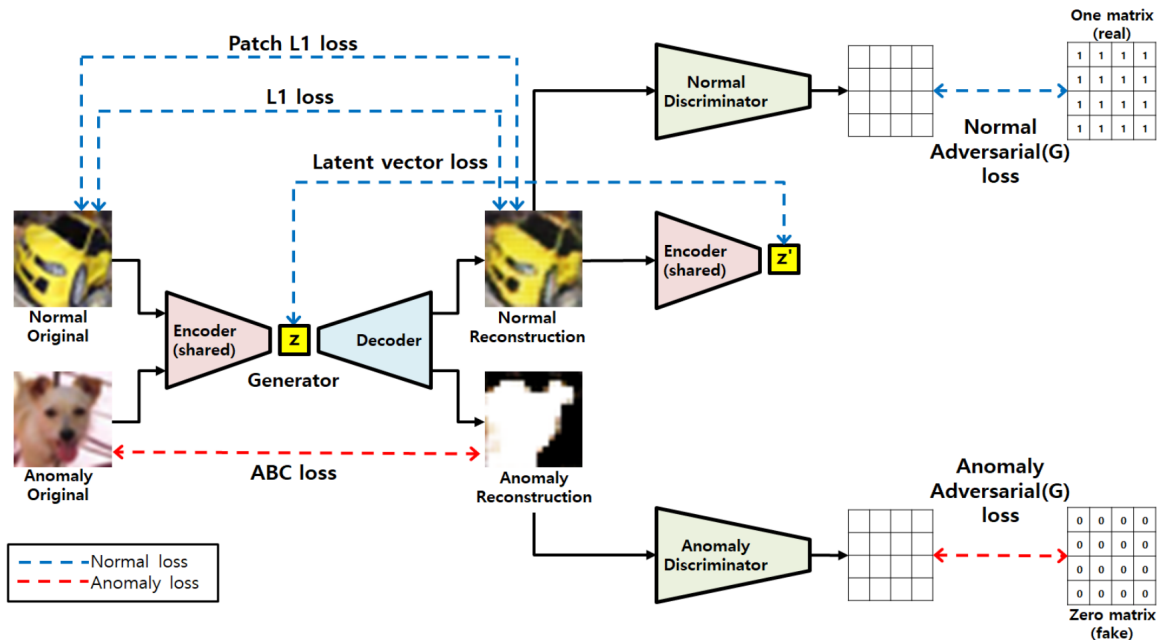 Patch L1 loss
L1 loss
Latent vector loss
Normal
Discriminator
One matrix
(real)
1 1 1 1
1 1 1 1
1 1 1 1
1 1 1 1
Normal
Adversarial(G)
loss
Normal
Original
Encoder
(shared)
z
Decoder
Generator
Normal
Reconstruction
Encoder
(shared)
z'
Anomaly
Original
ABC loss
Anomaly
Reconstruction
Anomaly
Discriminator
Anomaly
Adversarial(G)
loss
0 0 0 0
0 0 0 0
0 0 0 0
0 0 0 0
Zero matrix
(fake)
Normal loss
Anomaly loss